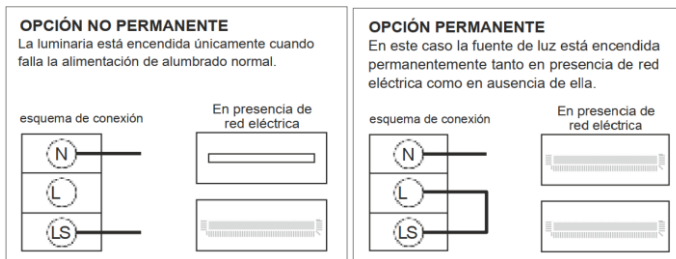 OPCIÓN NO PERMANENTE
La luminaria está encendida únicamente cuando
falla la alimentación de alumbrado normal.
esquema de conexión
En presencia de
red eléctrica
N
L
LS
OPCIÓN PERMANENTE
En este caso la fuente de luz está encendida
permanentemente tanto en presencia de red
eléctrica como en ausencia de ella.
esquema de conexión
En presencia de
red eléctrica
N
L
LS